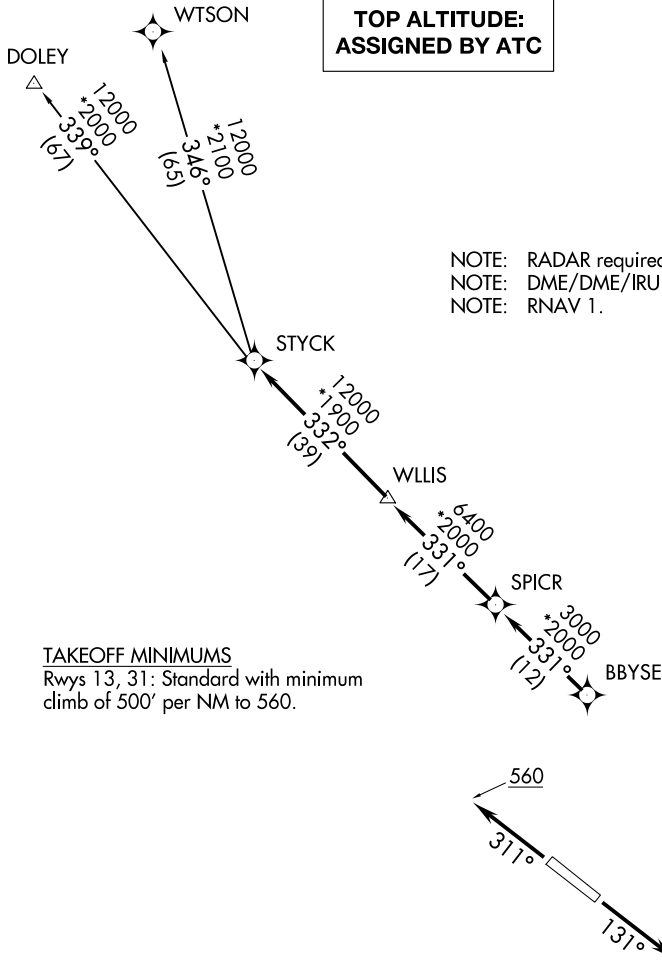 TOP ALTITUDE:
ASSIGNED BY ATC
WTSON
DOLEY
12000
*2000
339°
(67)
12000
*2100
346°
(65)
NOTE: RADAR required
NOTE: DME/DME/IRU
NOTE: RNAV 1.
STYCK
12000
*1900
332°
(39)
WLLIS
6400
*2000
331°
(17)
SPICR
3000
*2000
331°
(12)
BBYSE
TAKEOFF MINIMUMS
Rwys 13, 31: Standard with minimum
climb of 500' per NM to 560.
560
311°
131°